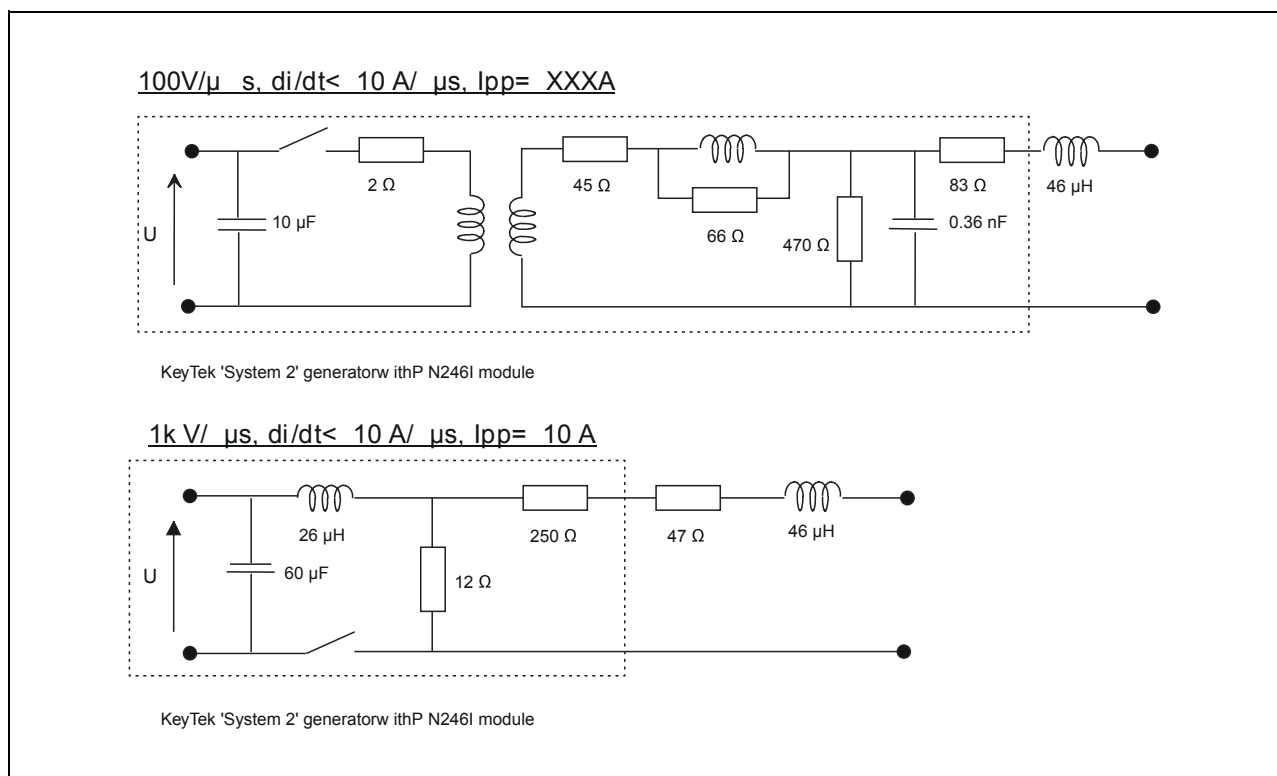 100V/µ s, di/dt< 10 A/ µs, Ipp= XXXA
2 Ω
45 Ω
83 Ω
46 µH
U
10 µF
66 Ω
470 Ω
0.36 nF
KeyTek 'System 2' generatorw ithP N246I module
1k V/ µs, di/dt< 10 A/ µs, Ipp= 10 A
26 µH
250 Ω
47 Ω
46 µH
U
60 µF
12 Ω
KeyTek 'System 2' generatorw ithP N246I module